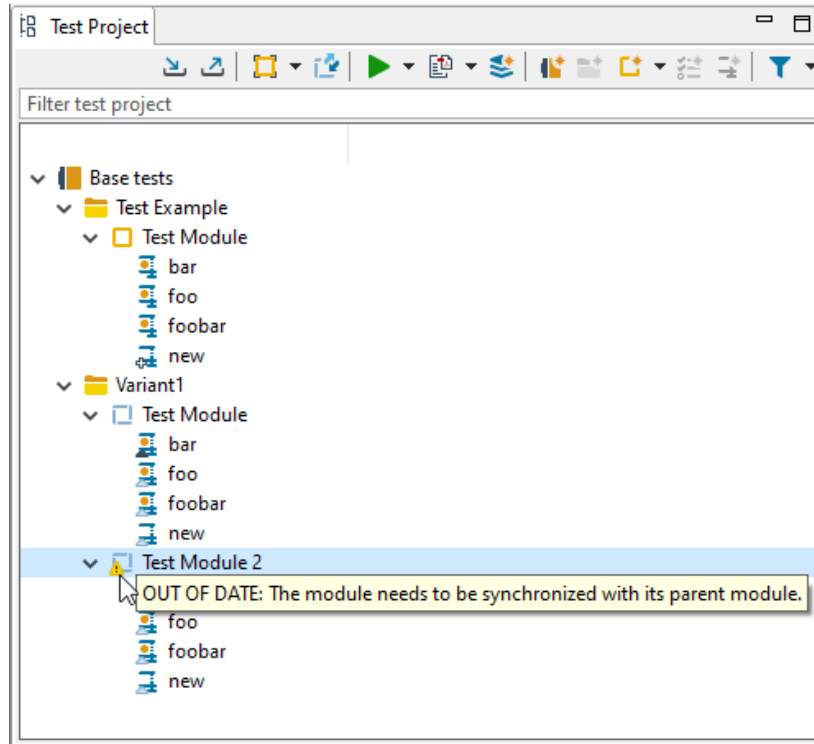 Test Project
Filter test project
Base tests
Test Example
Test Module
bar
foo
foobar
new
Variant1
Test Module
bar
foo
foobar
new
Test Module 2
OUT OF DATE: The module needs to be synchronized with its parent module.
foo
foobar
new